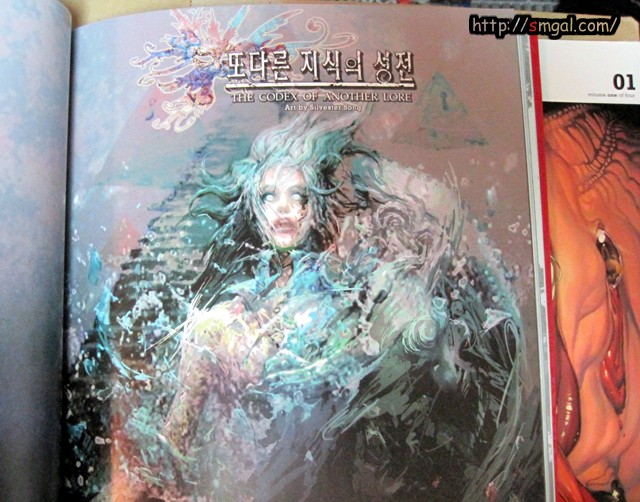 http://smgal.com/
또다른 지식의 성전
THE CODEX OF ANOTHER LORE
Art by Silvester Song
01
volume one of four